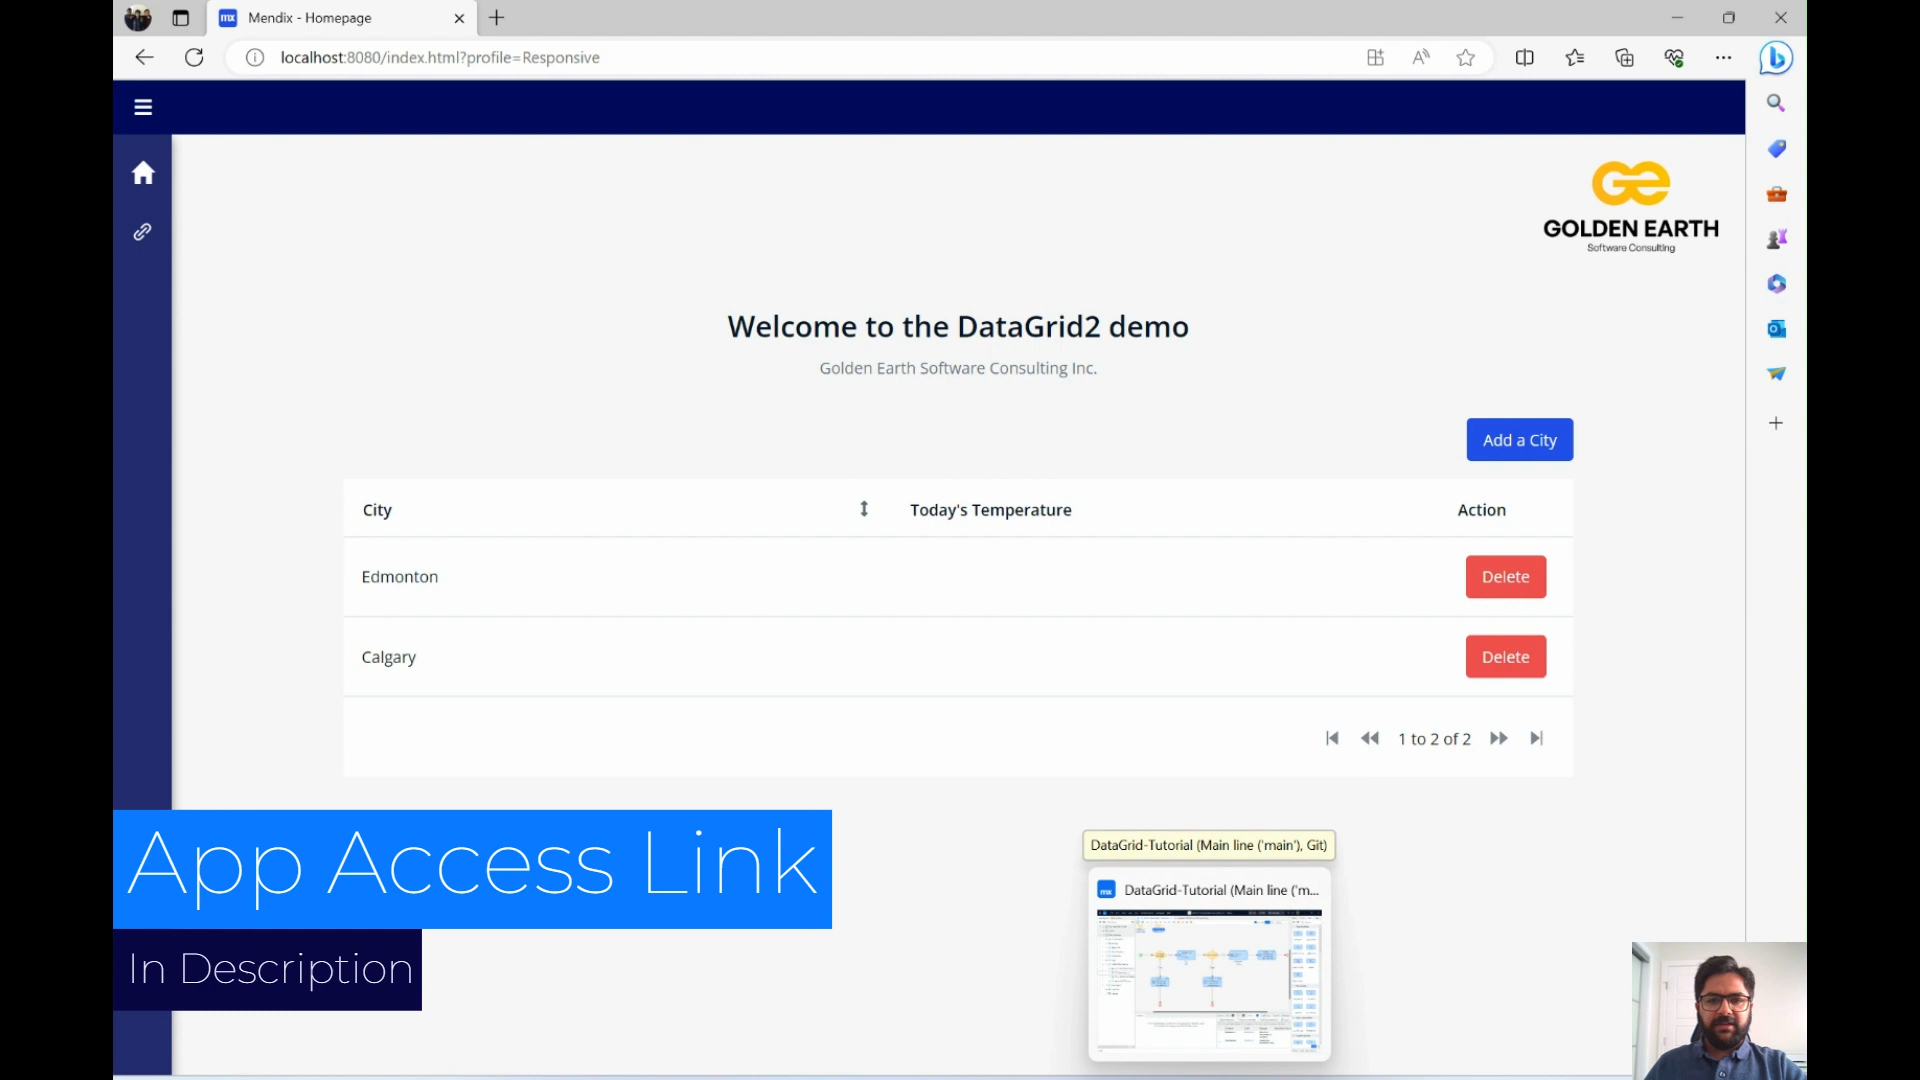 Mendix - Homepage
localhost:8080/index.html?profile=Responsive
GOLDEN EARTH
Software Consulting
Welcome to the DataGrid2 demo
Golden Earth Software Consulting Inc.
Add a City
City Today's Temperature Action
Edmonton Delete
Calgary Delete
1 to 2 of 2
App Access Link
In Description
DataGrid-Tutorial (Main line ('main'), Git)
mx DataGrid-Tutorial (Main line ('m...